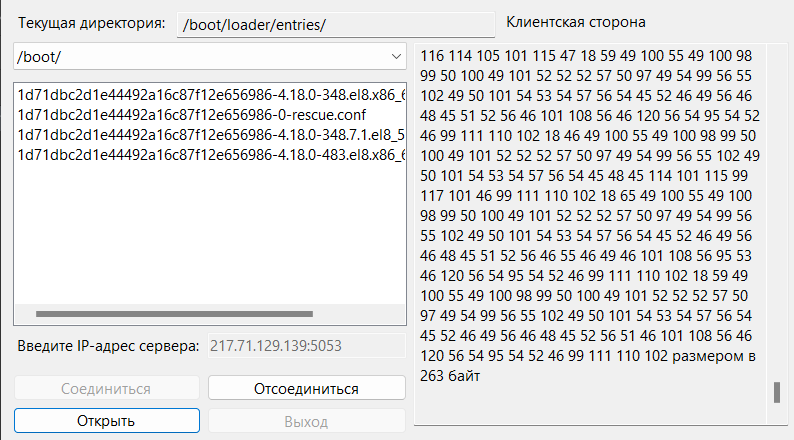 Текущая директория:
/boot/loader/entries/
Клиентская сторона
/boot/
1d71dbc2d1e44492a16c87f12e656986-4.18.0-348.el8.x86_6
1d71dbc2d1e44492a16c87f12e656986-0-rescue.conf
1d71dbc2d1e44492a16c87f12e656986-4.18.0-348.7.1.el8_5
1d71dbc2d1e44492a16c87f12e656986-4.18.0-483.el8.x86_6
Введите IP-адрес сервера:
217.71.129.139:5053
Соединиться
Отсоединиться
Открыть
Выход
116 114 105 101 115 47 18 59 49 100 55 49 100 98
99 50 100 49 101 52 52 52 57 50 97 49 54 99 56 55
102 49 50 101 54 53 54 57 56 54 45 52 46 49 56 46
48 45 51 52 56 46 101 108 56 46 120 56 54 95 54 52
46 99 111 110 102 18 46 49 100 55 49 100 98 99 50
100 49 101 52 52 52 57 50 97 49 54 99 56 55 102 49
50 101 54 53 54 57 56 54 45 48 45 114 101 115 99
117 101 46 99 111 110 102 18 65 49 100 55 49 100
98 99 50 100 49 101 52 52 52 57 50 97 49 54 99 56
55 102 49 50 101 54 53 54 57 56 54 45 52 46 49 56
46 48 45 51 52 56 46 55 46 49 46 101 108 56 95 53
46 120 56 54 95 54 52 46 99 111 110 102 18 59 49
100 55 49 100 98 99 50 100 49 101 52 52 52 57 50
97 49 54 99 56 55 102 49 50 101 54 53 54 57 56 54
45 52 46 49 56 46 48 45 52 56 51 46 101 108 56 46
120 56 54 95 54 52 46 99 111 110 102 размером в
263 байт